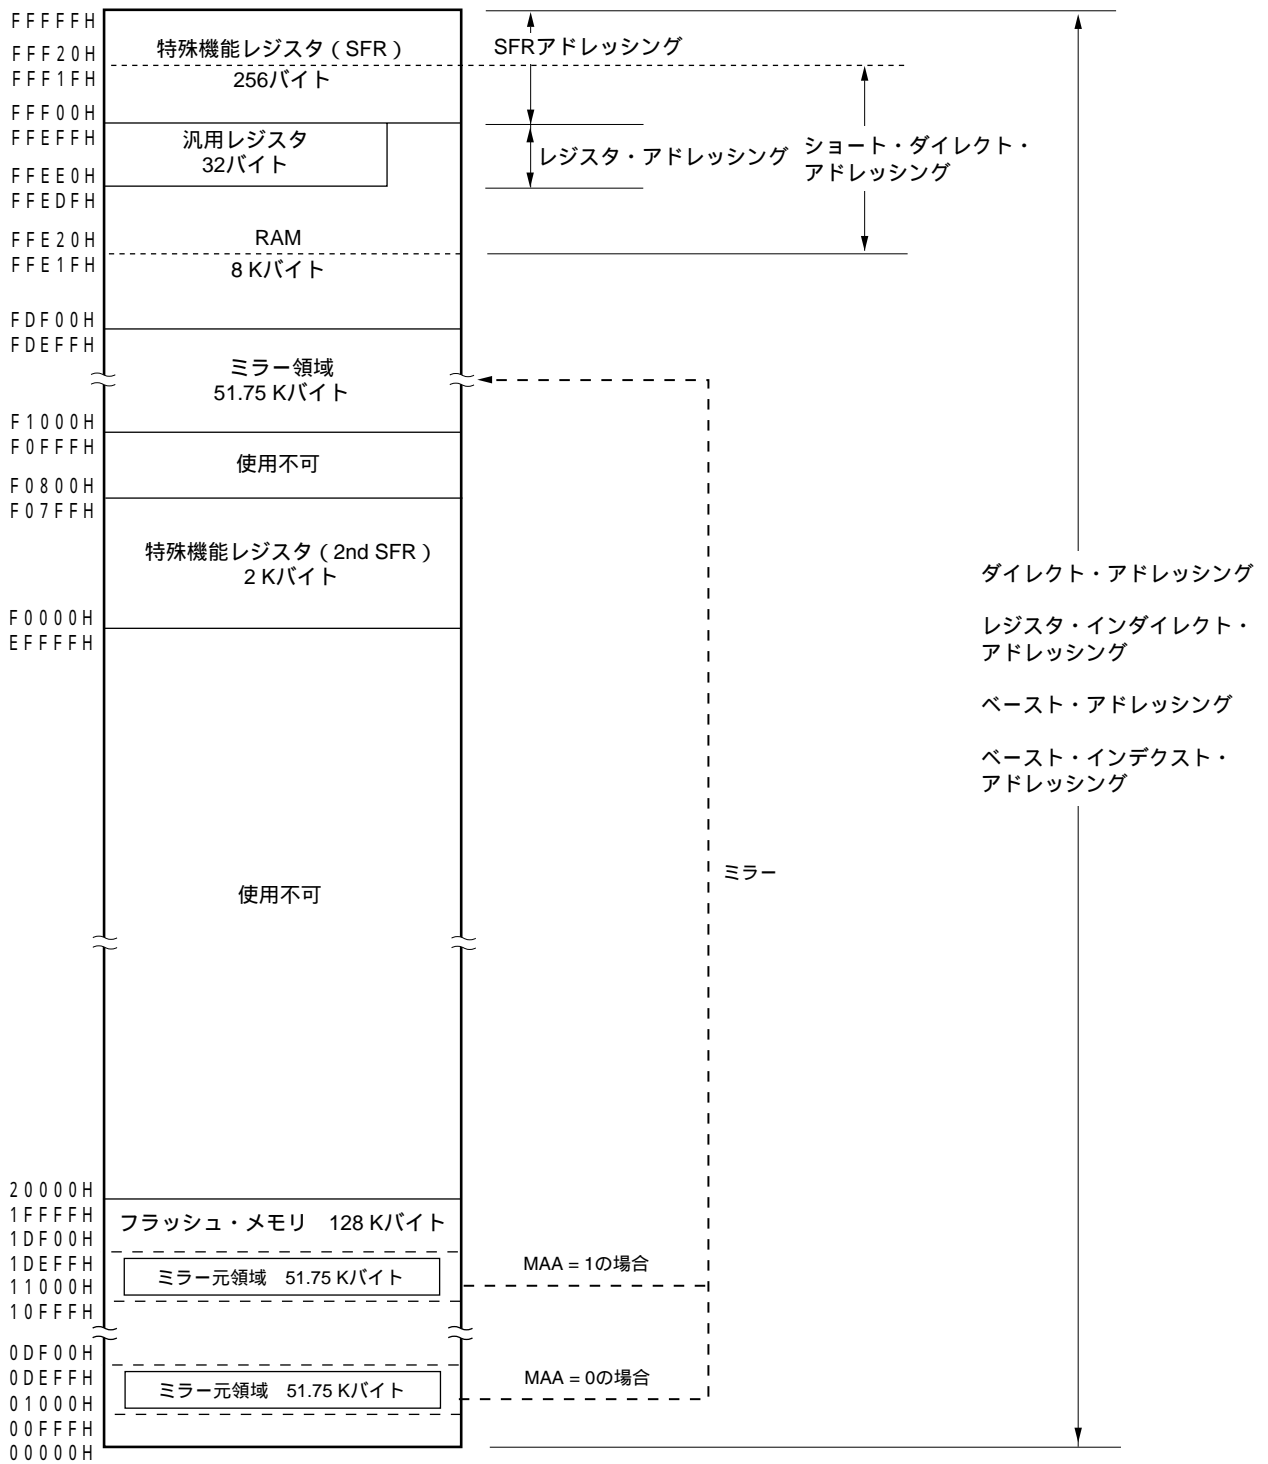 FFFFFH
FFF20H
FFF1FH
FFF00H
FFEFFH
FFEE0H
FFEDFH
FFE20H
FFE1FH
FDF00H
FDEFFH
F1000H
F0FFFH
F0800H
F07FFH
F0000H
EFFFFH
20000H
1FFFFH
1DF00H
1DEFFH
11000H
10FFFH
0DF00H
0DEFFH
01000H
00FFFH
00000H
特殊機能レジスタ(SFR)
256バイト
汎用レジスタ
32バイト
RAM
8 Kバイト
ミラー領域
51.75 Kバイト
使用不可
特殊機能レジスタ(2nd SFR)
2 Kバイト
使用不可
フラッシュ・メモリ 128 Kバイト
ミラー元領域 51.75 Kバイト
ミラー元領域 51.75 Kバイト
SFRアドレッシング
レジスタ・アドレッシング
ショート・ダイレクト・
アドレッシング
ミラー
MAA = 1の場合
MAA = 0の場合
ダイレクト・アドレッシング
レジスタ・インダイレクト・
アドレッシング
ベースト・アドレッシング
ベースト・インデクスト・
アドレッシング